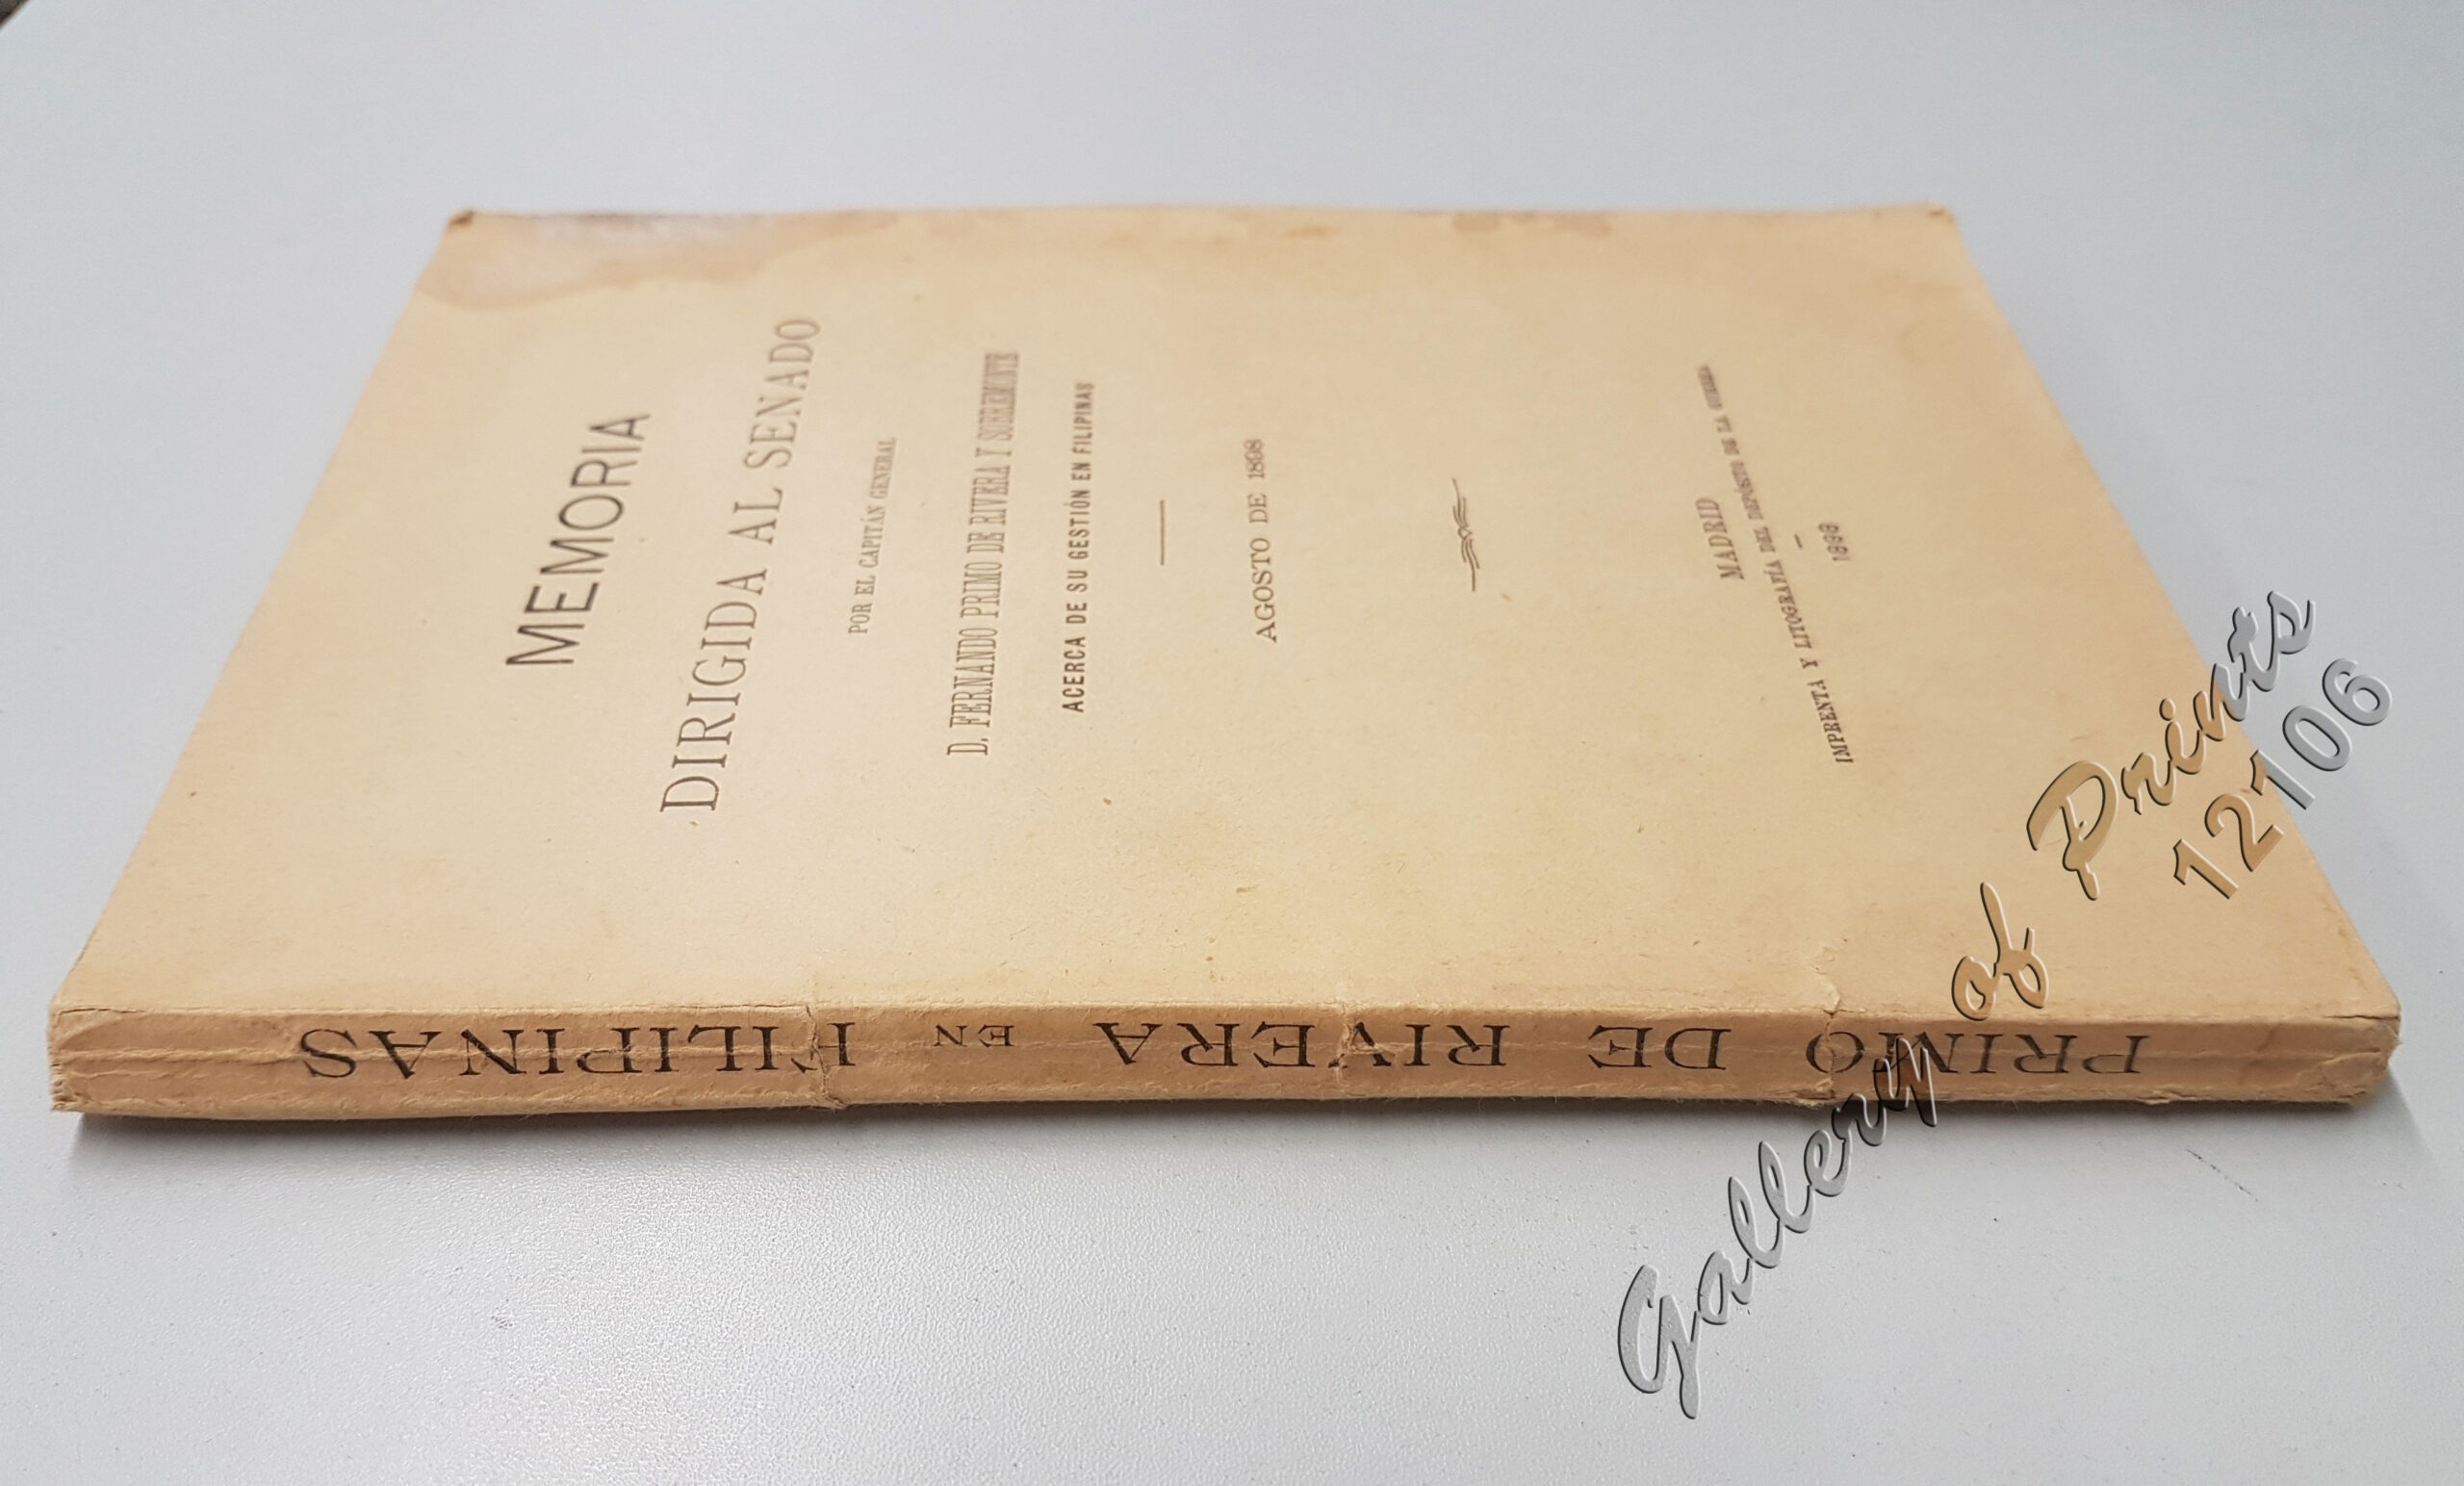 MEMORIA
DIRIGIDA AL SENADO
POR EL CAPITÁN GENERAL
D. FERNANDO PRIMO DE RIVERA Y SOBREMONTE
ACERCA DE SU GESTIÓN EN FILIPINAS
AGOSTO DE 1898
MADRID
IMPRENTA Y LITOGRAFÍA DEL DEPÓSITO DE LA GUERRA
1898
PRIMO DE RIVERA EN FILIPINAS
Gallery of Prints
12106